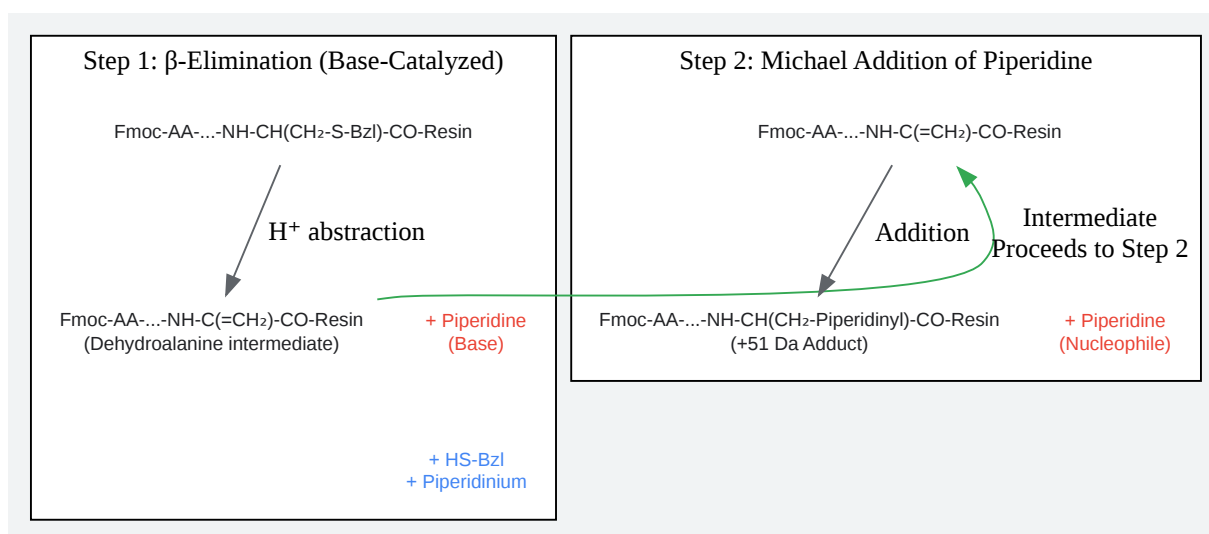 Step 1: β-Elimination (Base-Catalyzed)
Fmoc-AA-...-NH-CH(CH₂-S-Bzl)-CO-Resin
H⁺ abstraction
Fmoc-AA-...-NH-C(=CH₂)-CO-Resin
(Dehydroalanine intermediate)
+ Piperidine
(Base)
+ HS-Bzl
+ Piperidinium
Step 2: Michael Addition of Piperidine
Fmoc-AA-...-NH-C(=CH₂)-CO-Resin
Addition
Intermediate
Proceeds to Step 2
Fmoc-AA-...-NH-CH(CH₂-Piperidinyl)-CO-Resin
(+51 Da Adduct)
+ Piperidine
(Nucleophile)